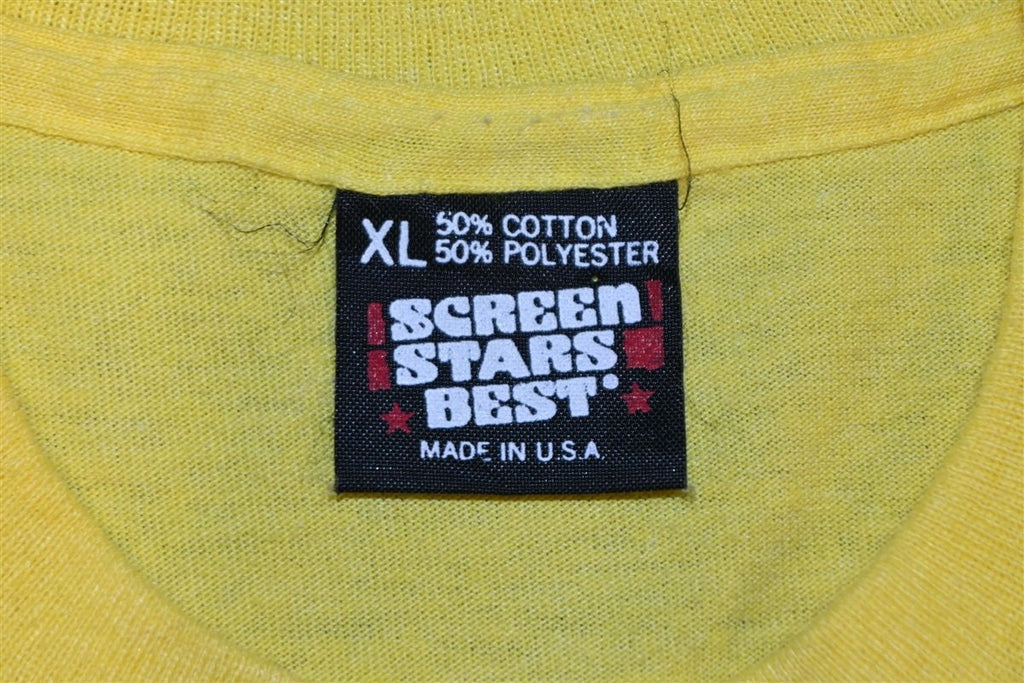 XL 50% COTTON
50% POLYESTER
SCREEN
STARS
BEST®
MADE IN U.S.A.